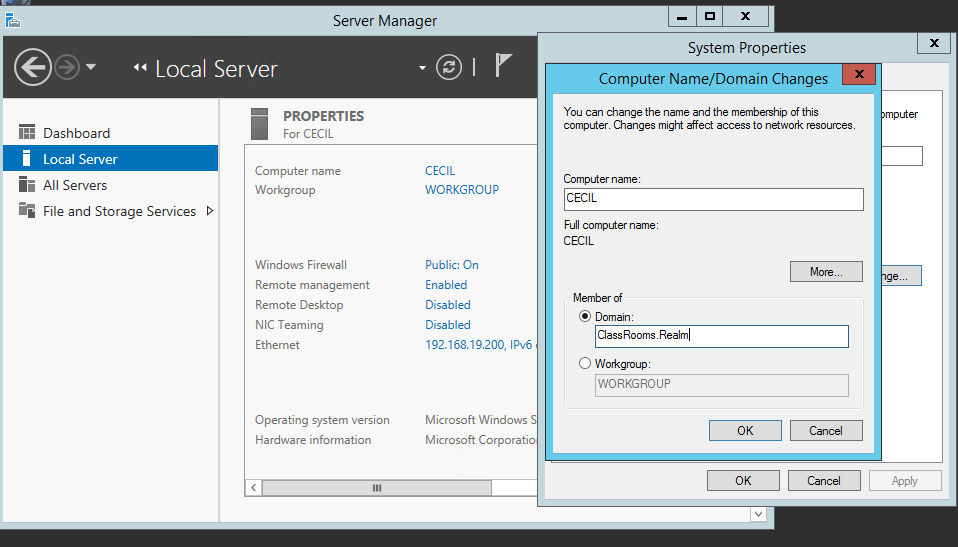 Server Manager
Local Server
Dashboard
Local Server
All Servers
File and Storage Services
PROPERTIES
For CECIL
Computer name CECIL
Workgroup WORKGROUP
Windows Firewall Public: On
Remote management Enabled
Remote Desktop Disabled
NIC Teaming Disabled
Ethernet 192.168.19.200, IPv6
Operating system version Microsoft Windows S
Hardware information Microsoft Corporation
System Properties
omputer
nge...
Computer Name/Domain Changes
You can change the name and the membership of this
computer. Changes might affect access to network resources.
Computer name:
CECIL
Full computer name:
CECIL
More...
Member of
Domain:
ClassRooms.Realm
Workgroup:
WORKGROUP
OK Cancel
OK Cancel Apply